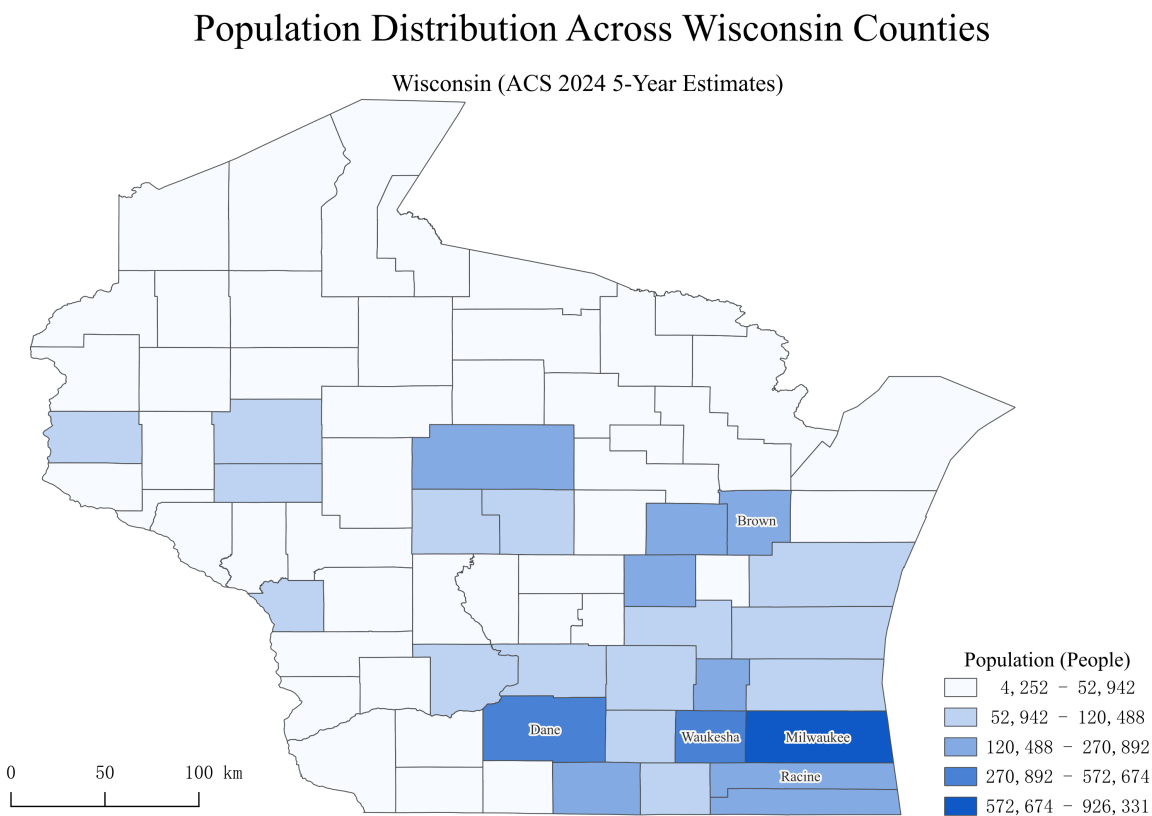 Population Distribution Across Wisconsin Counties
Wisconsin (ACS 2024 5-Year Estimates)
Brown
Dane
Waukesha
Milwaukee
Racine
0 50 100 km
Population (People)
4,252 - 52,942
52,942 - 120,488
120,488 - 270,892
270,892 - 572,674
572,674 - 926,331